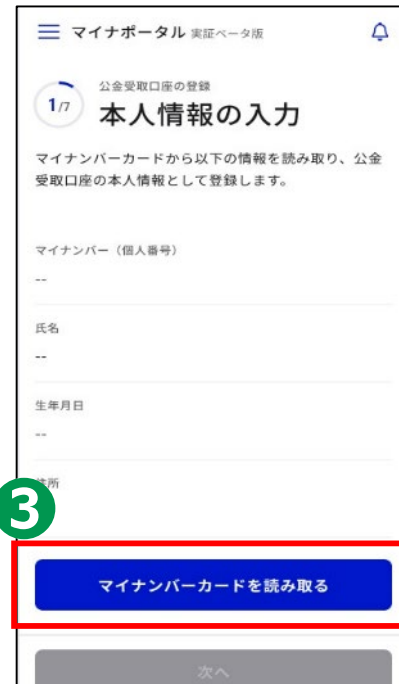 マイナポータル 実証ベータ版
公金受取口座の登録
1/7
本人情報の入力
マイナンバーカードから以下の情報を読み取り、公金
受取口座の本人情報として登録します。
マイナンバー（個人番号）
--
氏名
--
生年月日
--
住所
3
マイナンバーカードを読み取る
次へ